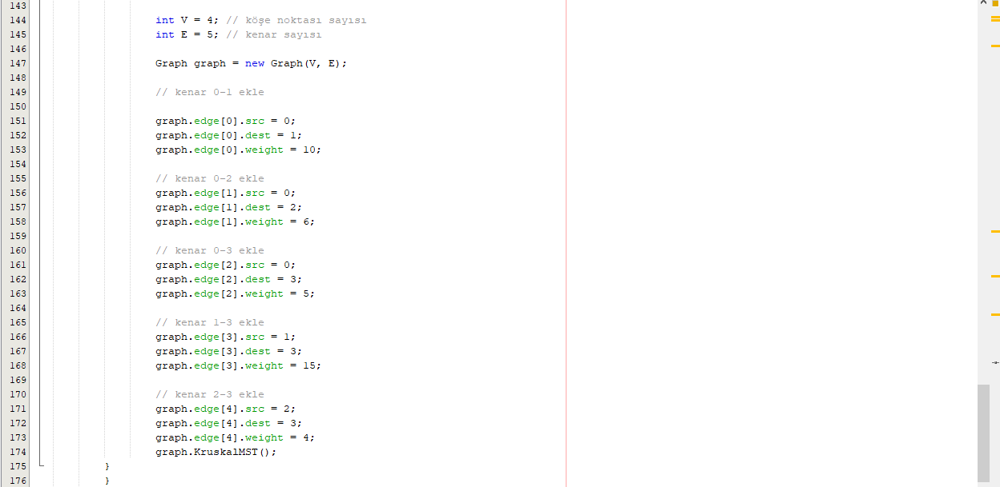 143
144 int V = 4; // köşe noktası sayısı
145 int E = 5; // kenar sayısı
146
147 Graph graph = new Graph(V, E);
148
149 // kenar 0-1 ekle
150
151 graph.edge[0].src = 0;
152 graph.edge[0].dest = 1;
153 graph.edge[0].weight = 10;
154
155 // kenar 0-2 ekle
156 graph.edge[1].src = 0;
157 graph.edge[1].dest = 2;
158 graph.edge[1].weight = 6;
159
160 // kenar 0-3 ekle
161 graph.edge[2].src = 0;
162 graph.edge[2].dest = 3;
163 graph.edge[2].weight = 5;
164
165 // kenar 1-3 ekle
166 graph.edge[3].src = 1;
167 graph.edge[3].dest = 3;
168 graph.edge[3].weight = 15;
169
170 // kenar 2-3 ekle
171 graph.edge[4].src = 2;
172 graph.edge[4].dest = 3;
173 graph.edge[4].weight = 4;
174 graph.KruskalMST();
175 }
176 }